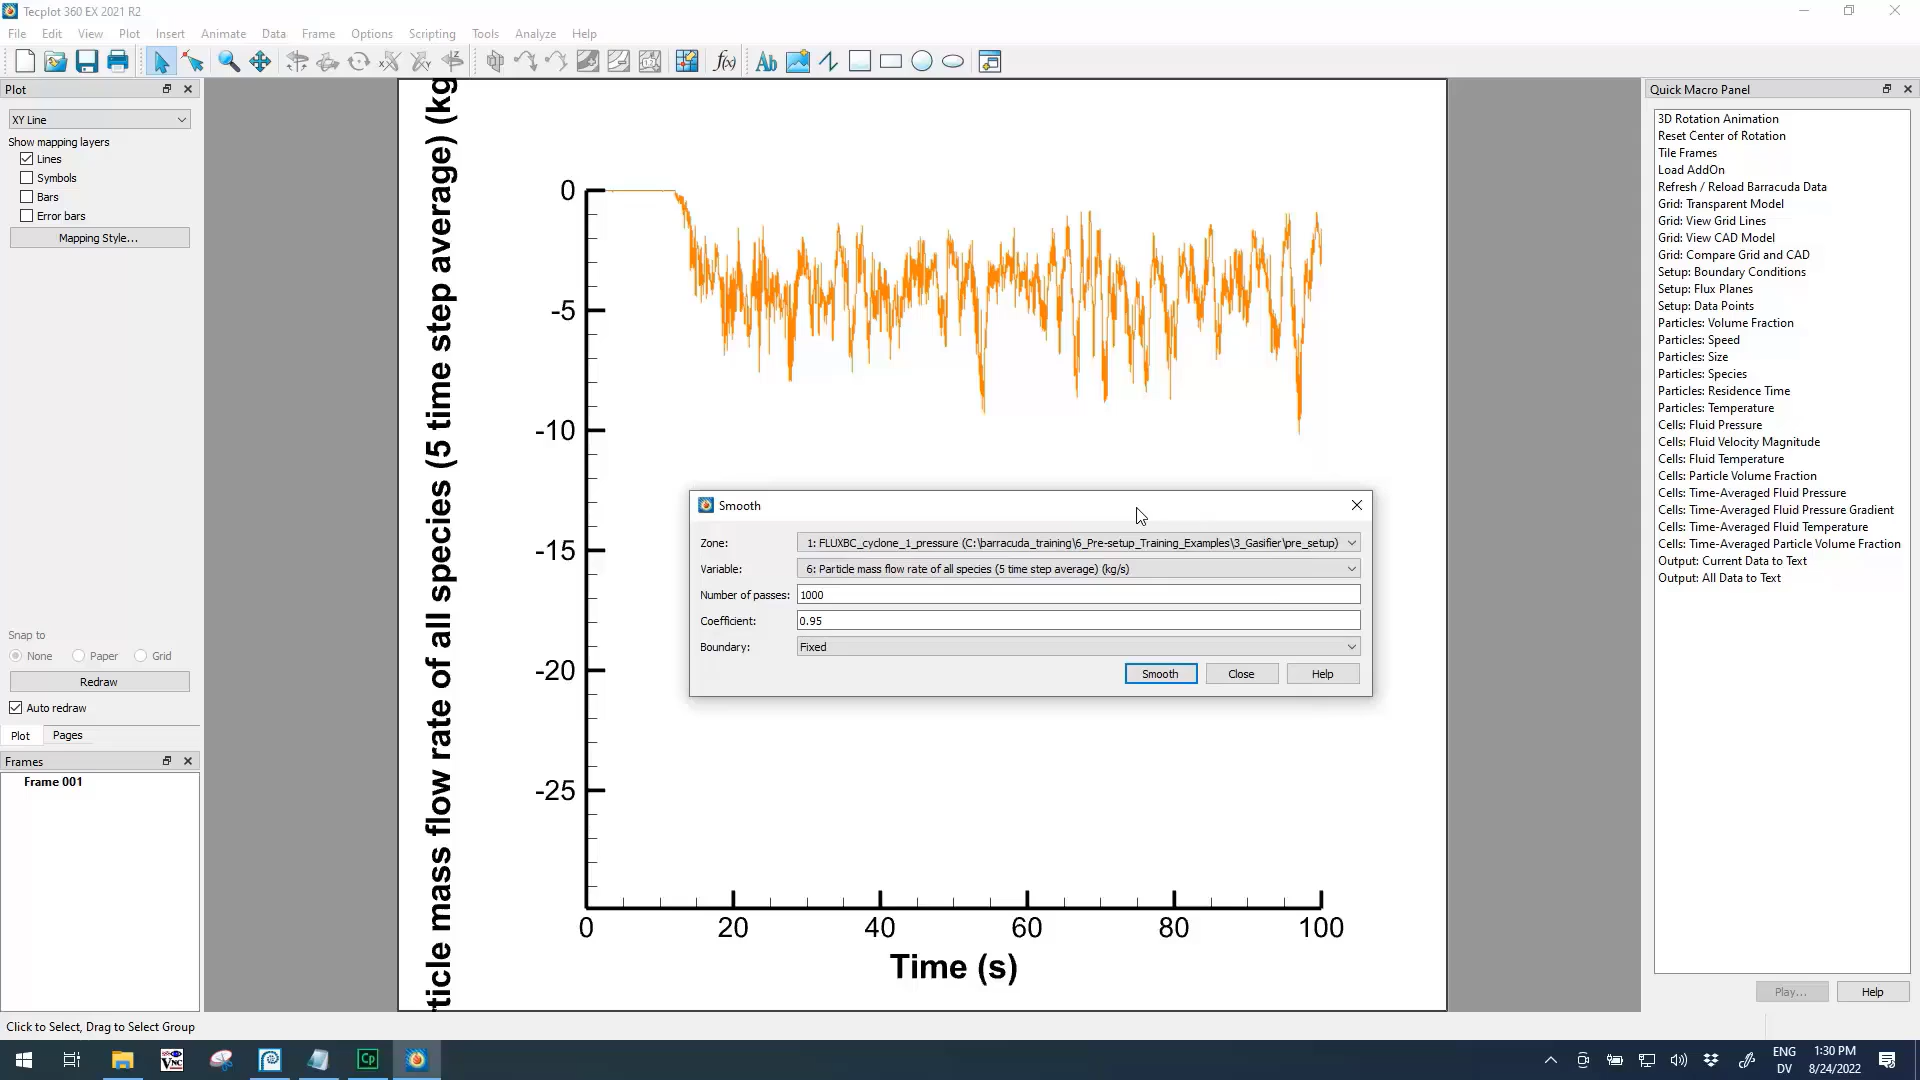 Tecplot 360 EX 2021 R2
File Edit View Plot Insert Animate Data Frame Options Scripting Tools Analyze Help
Plot
XY Line
Show mapping layers
Lines
Symbols
Bars
Error bars
Mapping Style...
Snap to
None Paper Grid
Redraw
Auto redraw
Plot Pages
Frames
Frame 001
Click to Select, Drag to Select Group
ticle mass flow rate of all species (5 time step average) (kg
0
-5
-10
-15
-20
-25
0 20 40 60 80 100
Time (s)
Smooth
Zone: 1: FLUXBC_cyclone_1_pressure (C:\barracuda_training\6_Pre-setup_Training_Examples\3_Gasifier\pre_setup)
Variable: 6: Particle mass flow rate of all species (5 time step average) (kg/s)
Number of passes: 1000
Coefficient: 0.95
Boundary: Fixed
Smooth Close Help
Quick Macro Panel
3D Rotation Animation
Reset Center of Rotation
Tile Frames
Load AddOn
Refresh / Reload Barracuda Data
Grid: Transparent Model
Grid: View Grid Lines
Grid: View CAD Model
Grid: Compare Grid and CAD
Setup: Boundary Conditions
Setup: Flux Planes
Setup: Data Points
Particles: Volume Fraction
Particles: Speed
Particles: Size
Particles: Species
Particles: Residence Time
Particles: Temperature
Cells: Fluid Pressure
Cells: Fluid Velocity Magnitude
Cells: Fluid Temperature
Cells: Particle Volume Fraction
Cells: Time-Averaged Fluid Pressure
Cells: Time-Averaged Fluid Pressure Gradient
Cells: Time-Averaged Fluid Temperature
Cells: Time-Averaged Particle Volume Fraction
Output: Current Data to Text
Output: All Data to Text
Play... Help
ENG
DV
1:30 PM
8/24/2022